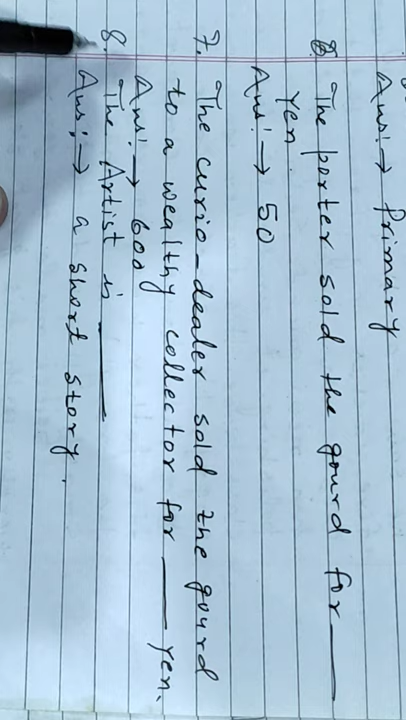 Ans:→ Primary
6. The porter sold the gourd for ____
yen.
Ans:→ 50
7. The curio-dealer sold the gourd
to a wealthy collector for ____ yen.
Ans:→ 600
8. The Artist is ____
Ans:→ a short story.